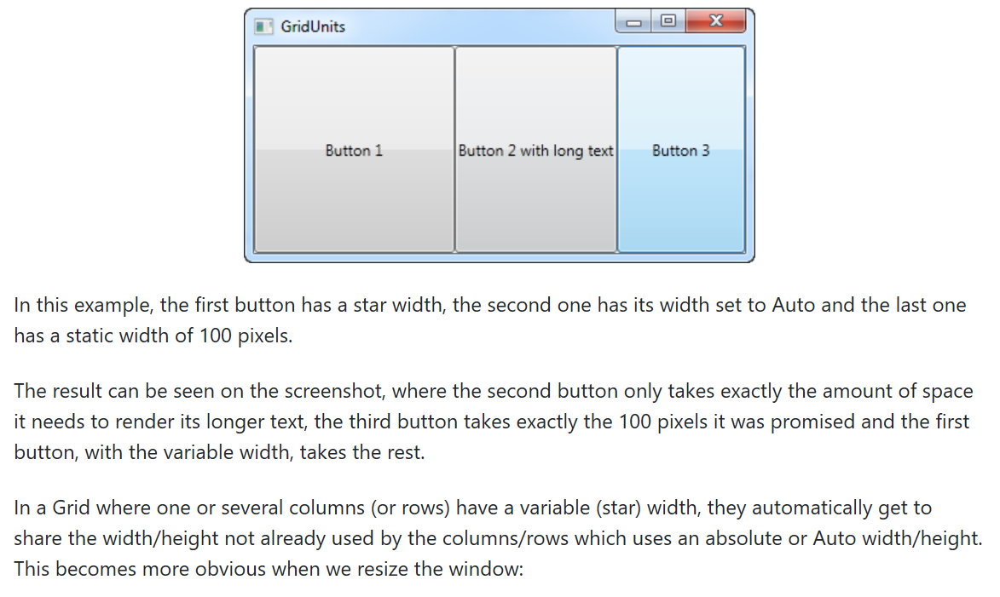 GridUnits
Button 1
Button 2 with long text
Button 3
In this example, the first button has a star width, the second one has its width set to Auto and the last one
has a static width of 100 pixels.
The result can be seen on the screenshot, where the second button only takes exactly the amount of space
it needs to render its longer text, the third button takes exactly the 100 pixels it was promised and the first
button, with the variable width, takes the rest.
In a Grid where one or several columns (or rows) have a variable (star) width, they automatically get to
share the width/height not already used by the columns/rows which uses an absolute or Auto width/height.
This becomes more obvious when we resize the window: